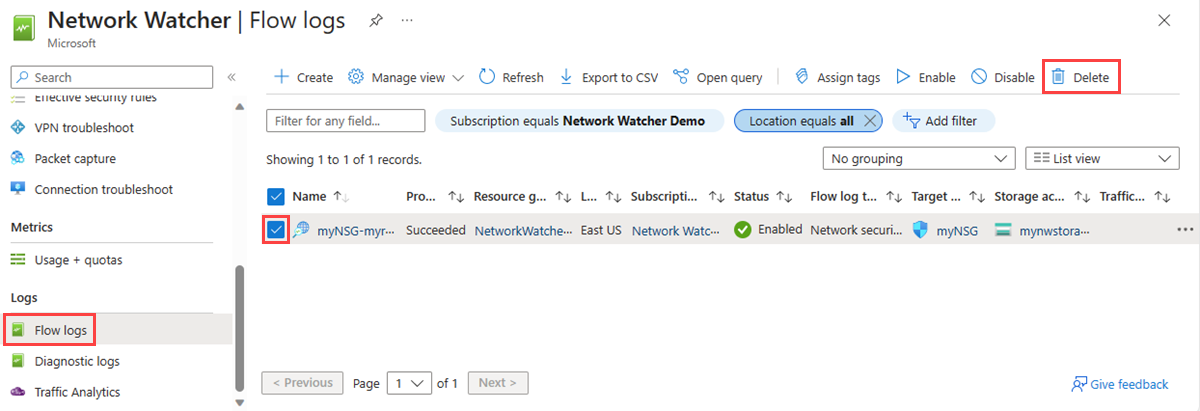 Network Watcher | Flow logs
Microsoft
Search
Effective security rules
VPN troubleshoot
Packet capture
Connection troubleshoot
Metrics
Usage + quotas
Logs
Flow logs
Diagnostic logs
Traffic Analytics
Create Manage view Refresh Export to CSV Open query Assign tags Enable Disable Delete
Filter for any field... Subscription equals Network Watcher Demo Location equals all Add filter
Showing 1 to 1 of 1 records. No grouping List view
Name Pro... Resource g... L... Subscripti... Status Flow log t... Target ... Storage ac... Traffic...
myNSG-myr... Succeeded NetworkWatche... East US Network Watc... Enabled Network securi... myNSG mynwstora...
< Previous Page 1 of 1 Next >
Give feedback